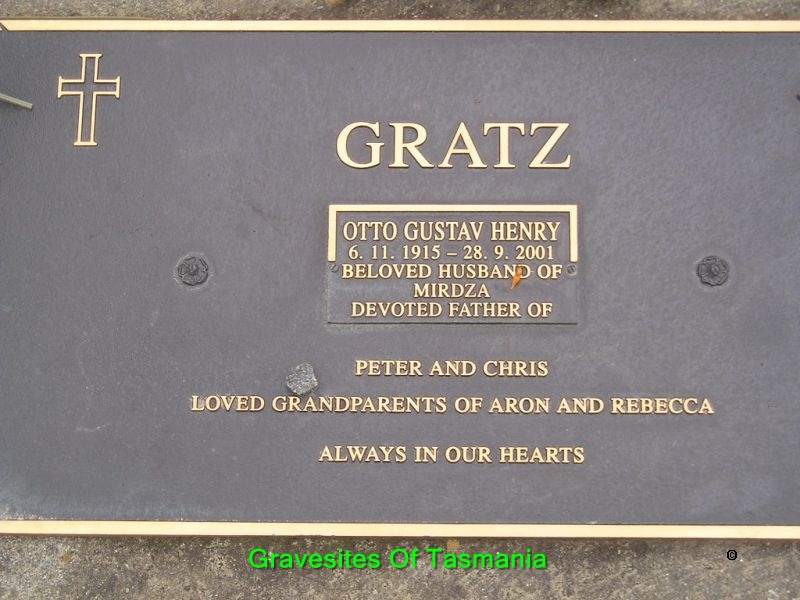 GRATZ
OTTO GUSTAV HENRY
6. 11. 1915 – 28. 9. 2001
BELOVED HUSBAND OF
MIRDZA
DEVOTED FATHER OF
PETER AND CHRIS
LOVED GRANDPARENTS OF ARON AND REBECCA
ALWAYS IN OUR HEARTS
Gravesites Of Tasmania
©